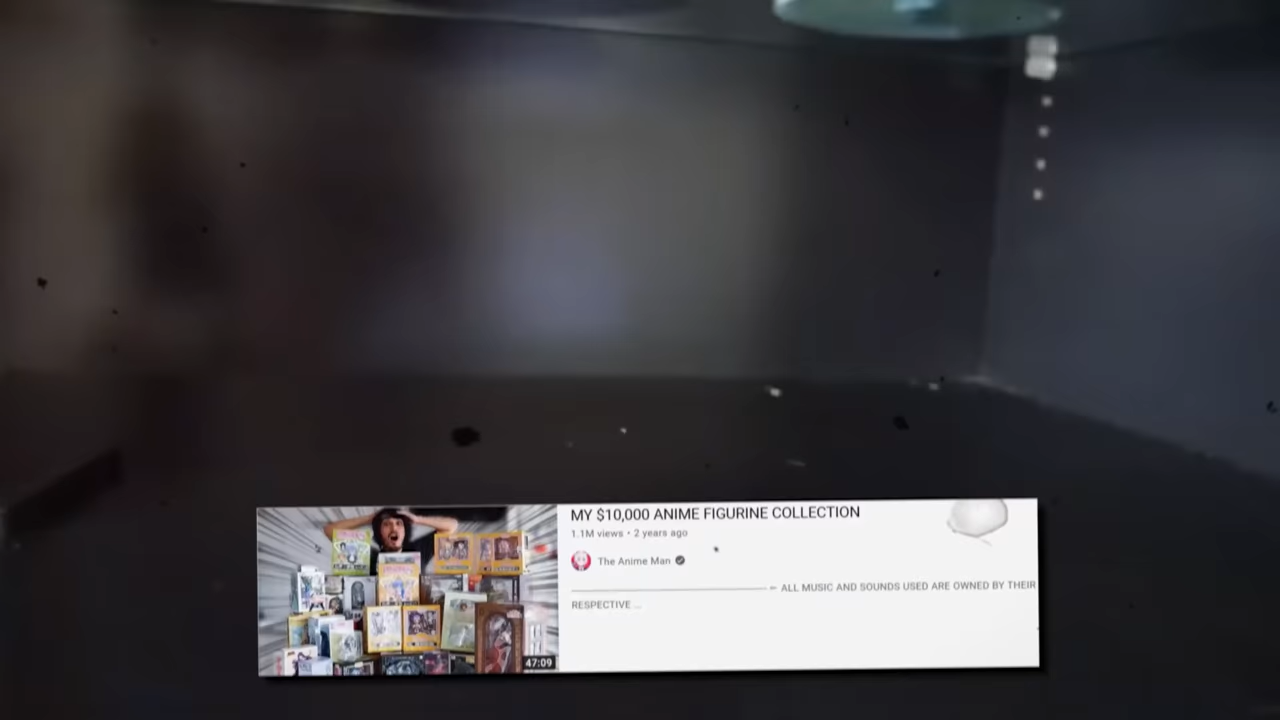 MY $10,000 ANIME FIGURINE COLLECTION
1.1M views • 2 years ago
The Anime Man
ALL MUSIC AND SOUNDS USED ARE OWNED BY THEIR
RESPECTIVE ...
47:09